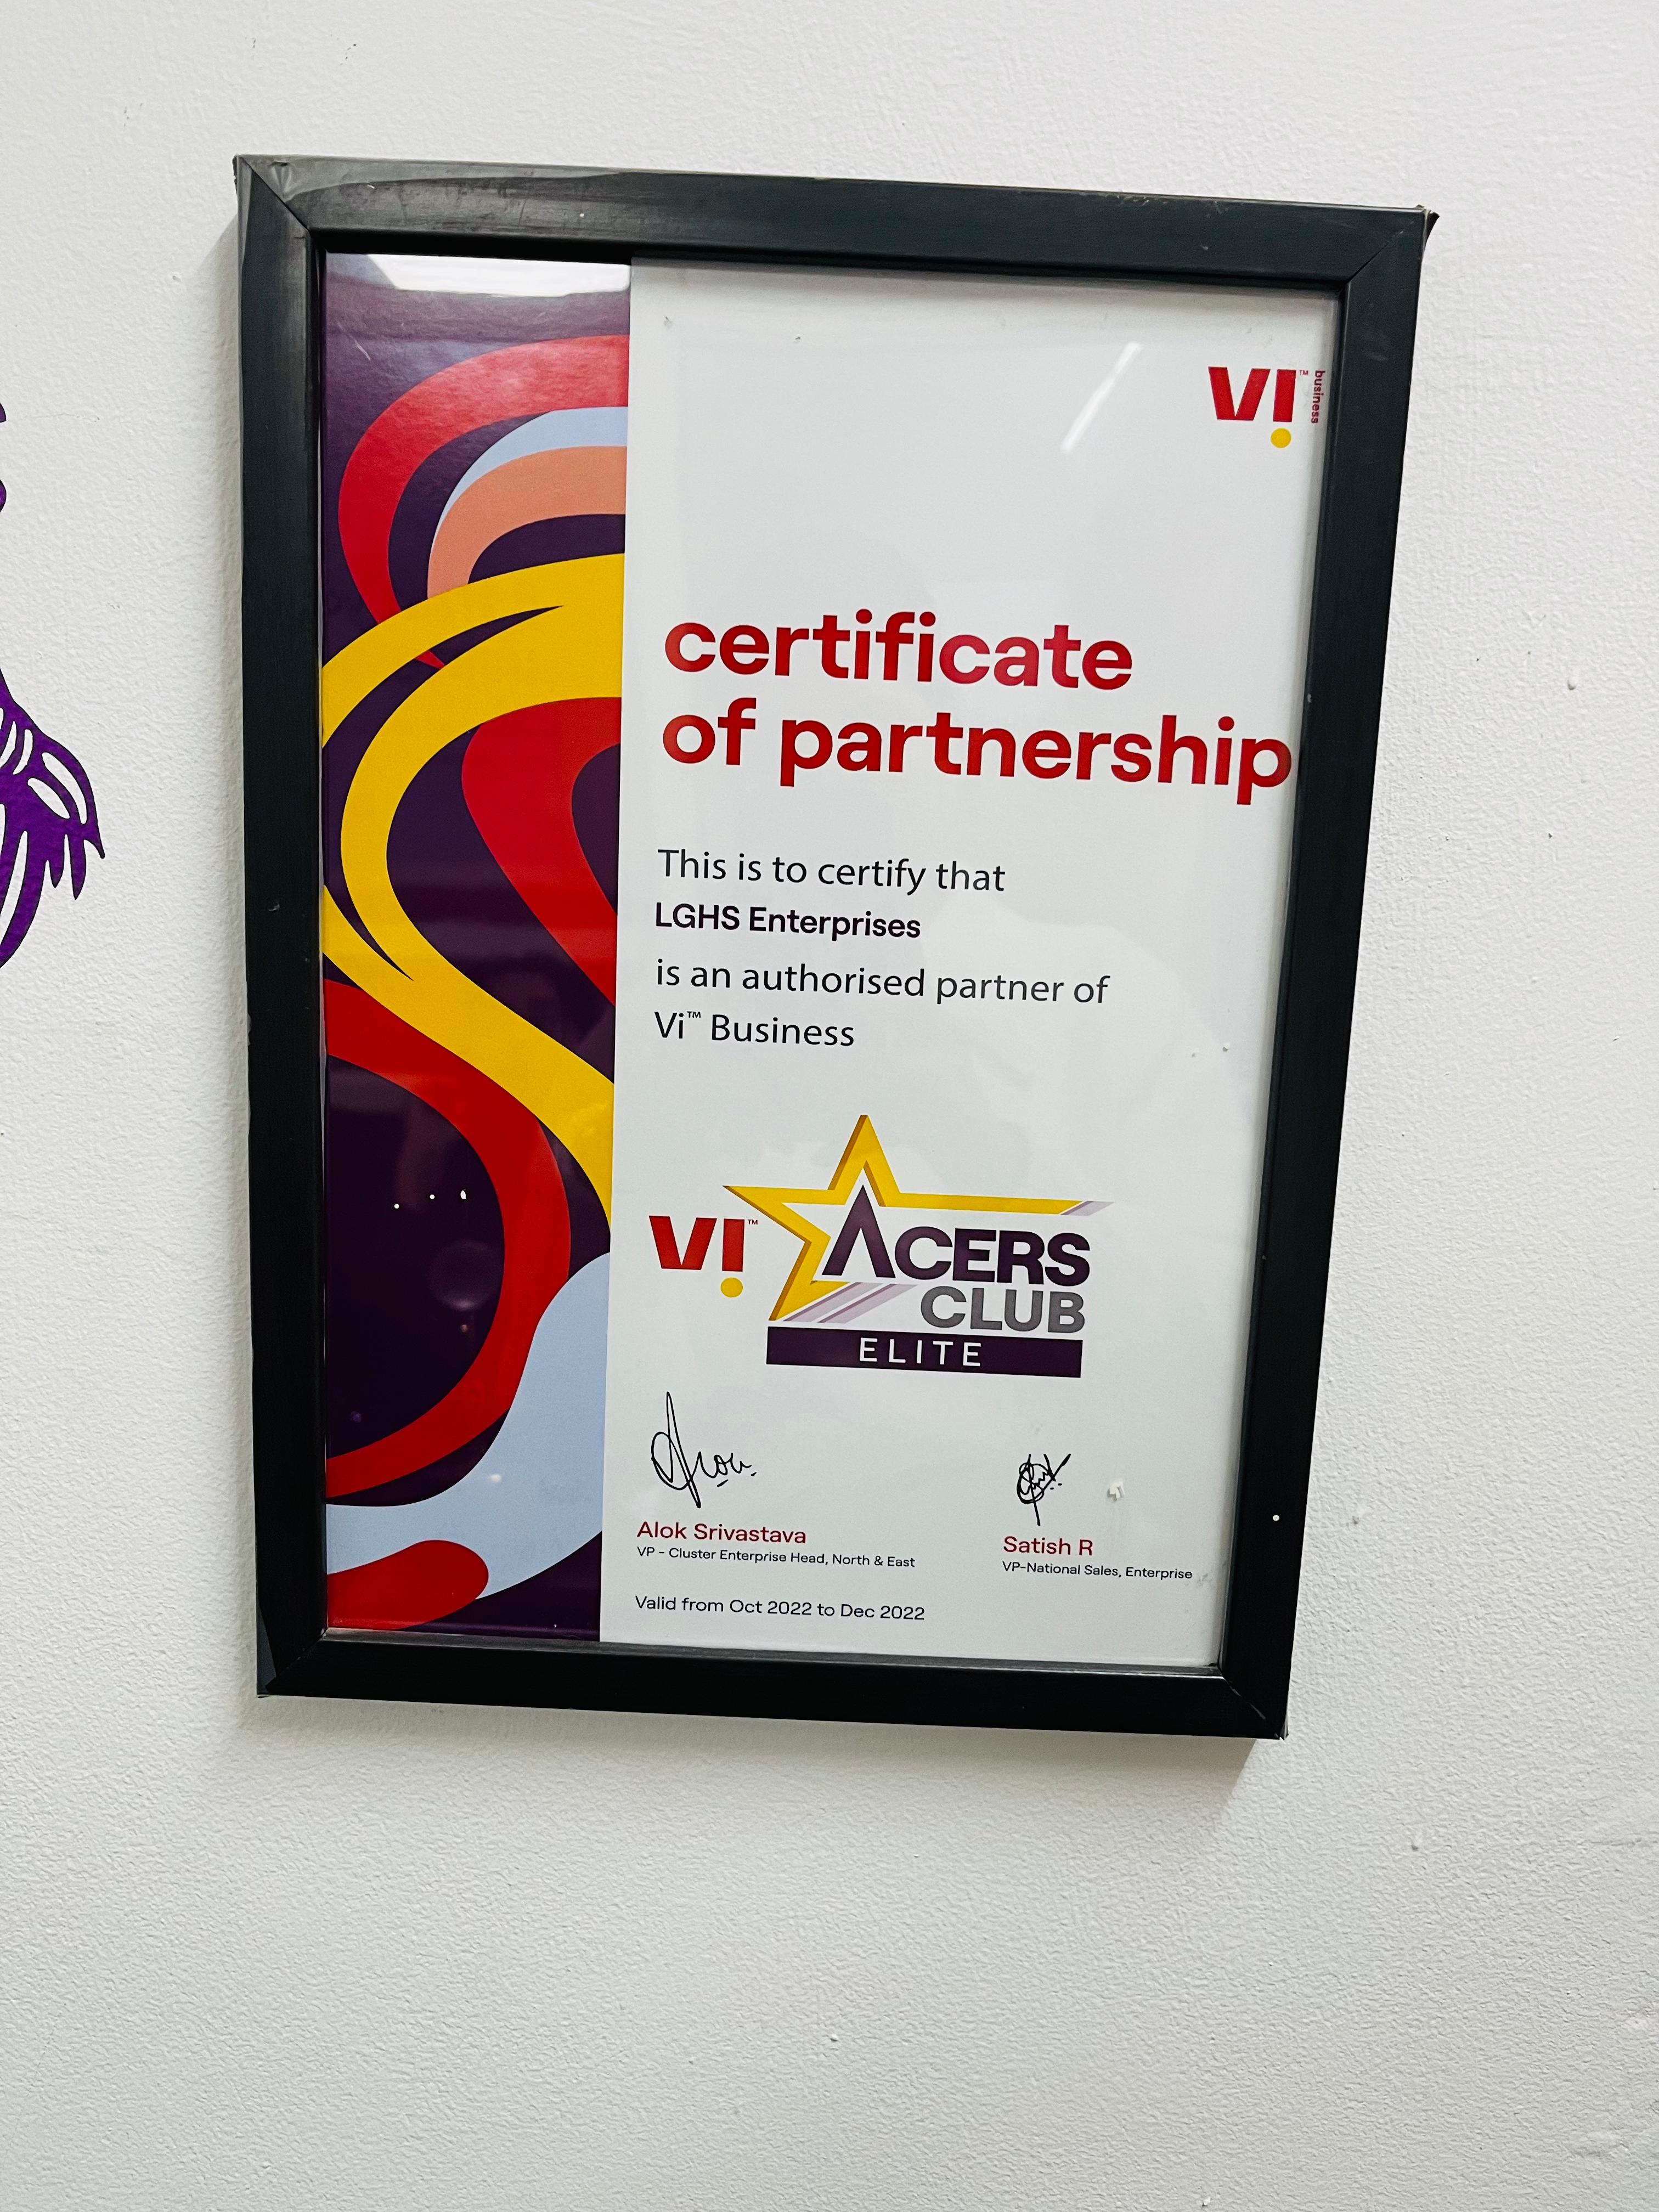 Vi™ business
certificate
of partnership
This is to certify that
LGHS Enterprises
is an authorised partner of
Vi™ Business
Vi™ ACERS
CLUB
ELITE
Alok Srivastava
VP - Cluster Enterprise Head, North & East
Satish R
VP-National Sales, Enterprise
Valid from Oct 2022 to Dec 2022